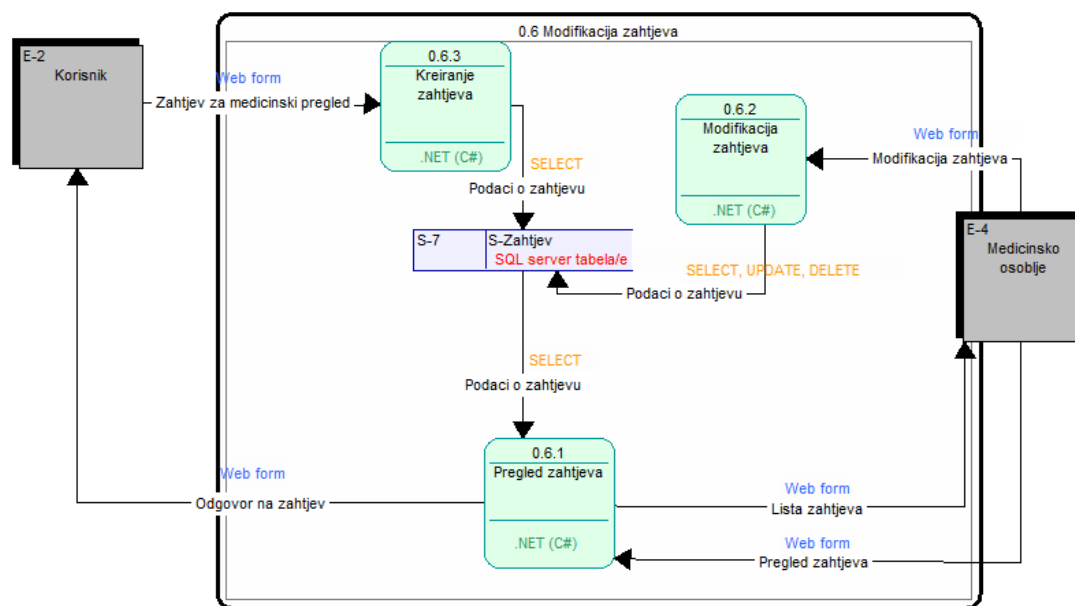 0.6 Modifikacija zahtjeva
E-2
Korisnik
Web form
Zahtjev za medicinski pregled
0.6.3
Kreiranje
zahtjeva
.NET (C#)
0.6.2
Modifikacija
zahtjeva
.NET (C#)
Web form
Modifikacija zahtjeva
SELECT
Podaci o zahtjevu
S-7
S-Zahtjev
SQL server tabela/e
E-4
Medicinsko
osoblje
SELECT, UPDATE, DELETE
Podaci o zahtjevu
SELECT
Podaci o zahtjevu
0.6.1
Pregled zahtjeva
.NET (C#)
Web form
Odgovor na zahtjev
Web form
Lista zahtjeva
Web form
Pregled zahtjeva